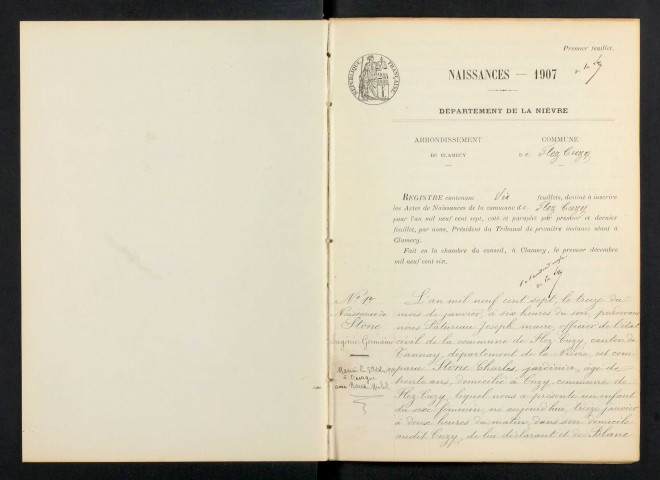 Premier feuillet.
RÉPUBLIQUE FRANÇAISE
NAISSANCES — 1907
DÉPARTEMENT DE LA NIÈVRE
ARRONDISSEMENT
DE CLAMECY
COMMUNE
de Flez Cuzy
REGISTRE contenant Six feuillets, destiné à inscrire
les Actes de Naissances de la commune de Flez Cuzy
pour l'an mil neuf cent sept, coté et paraphé par premier et dernier
feuillet, par nous, Président du Tribunal de première instance séant à
Clamecy.
Fait en la chambre du conseil, à Clamecy, le premier décembre
mil neuf cent six.
Naissance de
Stone
Eugénie Germaine
L'an mil neuf cent sept, le treize du
mois de janvier, à six heures du soir, pardevant
nous Joseph maire, officier de l'état
civil de la commune de Flez Cuzy, canton de
Tannay, département de la Nièvre, est com
paru Stone Charles, jardinier, âgé de
trente ans, domicilié à Cuzy, commune de
Flez Cuzy, lequel nous a présenté un enfant
du sexe féminin, né aujourd'hui, treize janvier
à deux heures du matin, dans son domicile
audit Cuzy, de lui déclarant et de Blanc